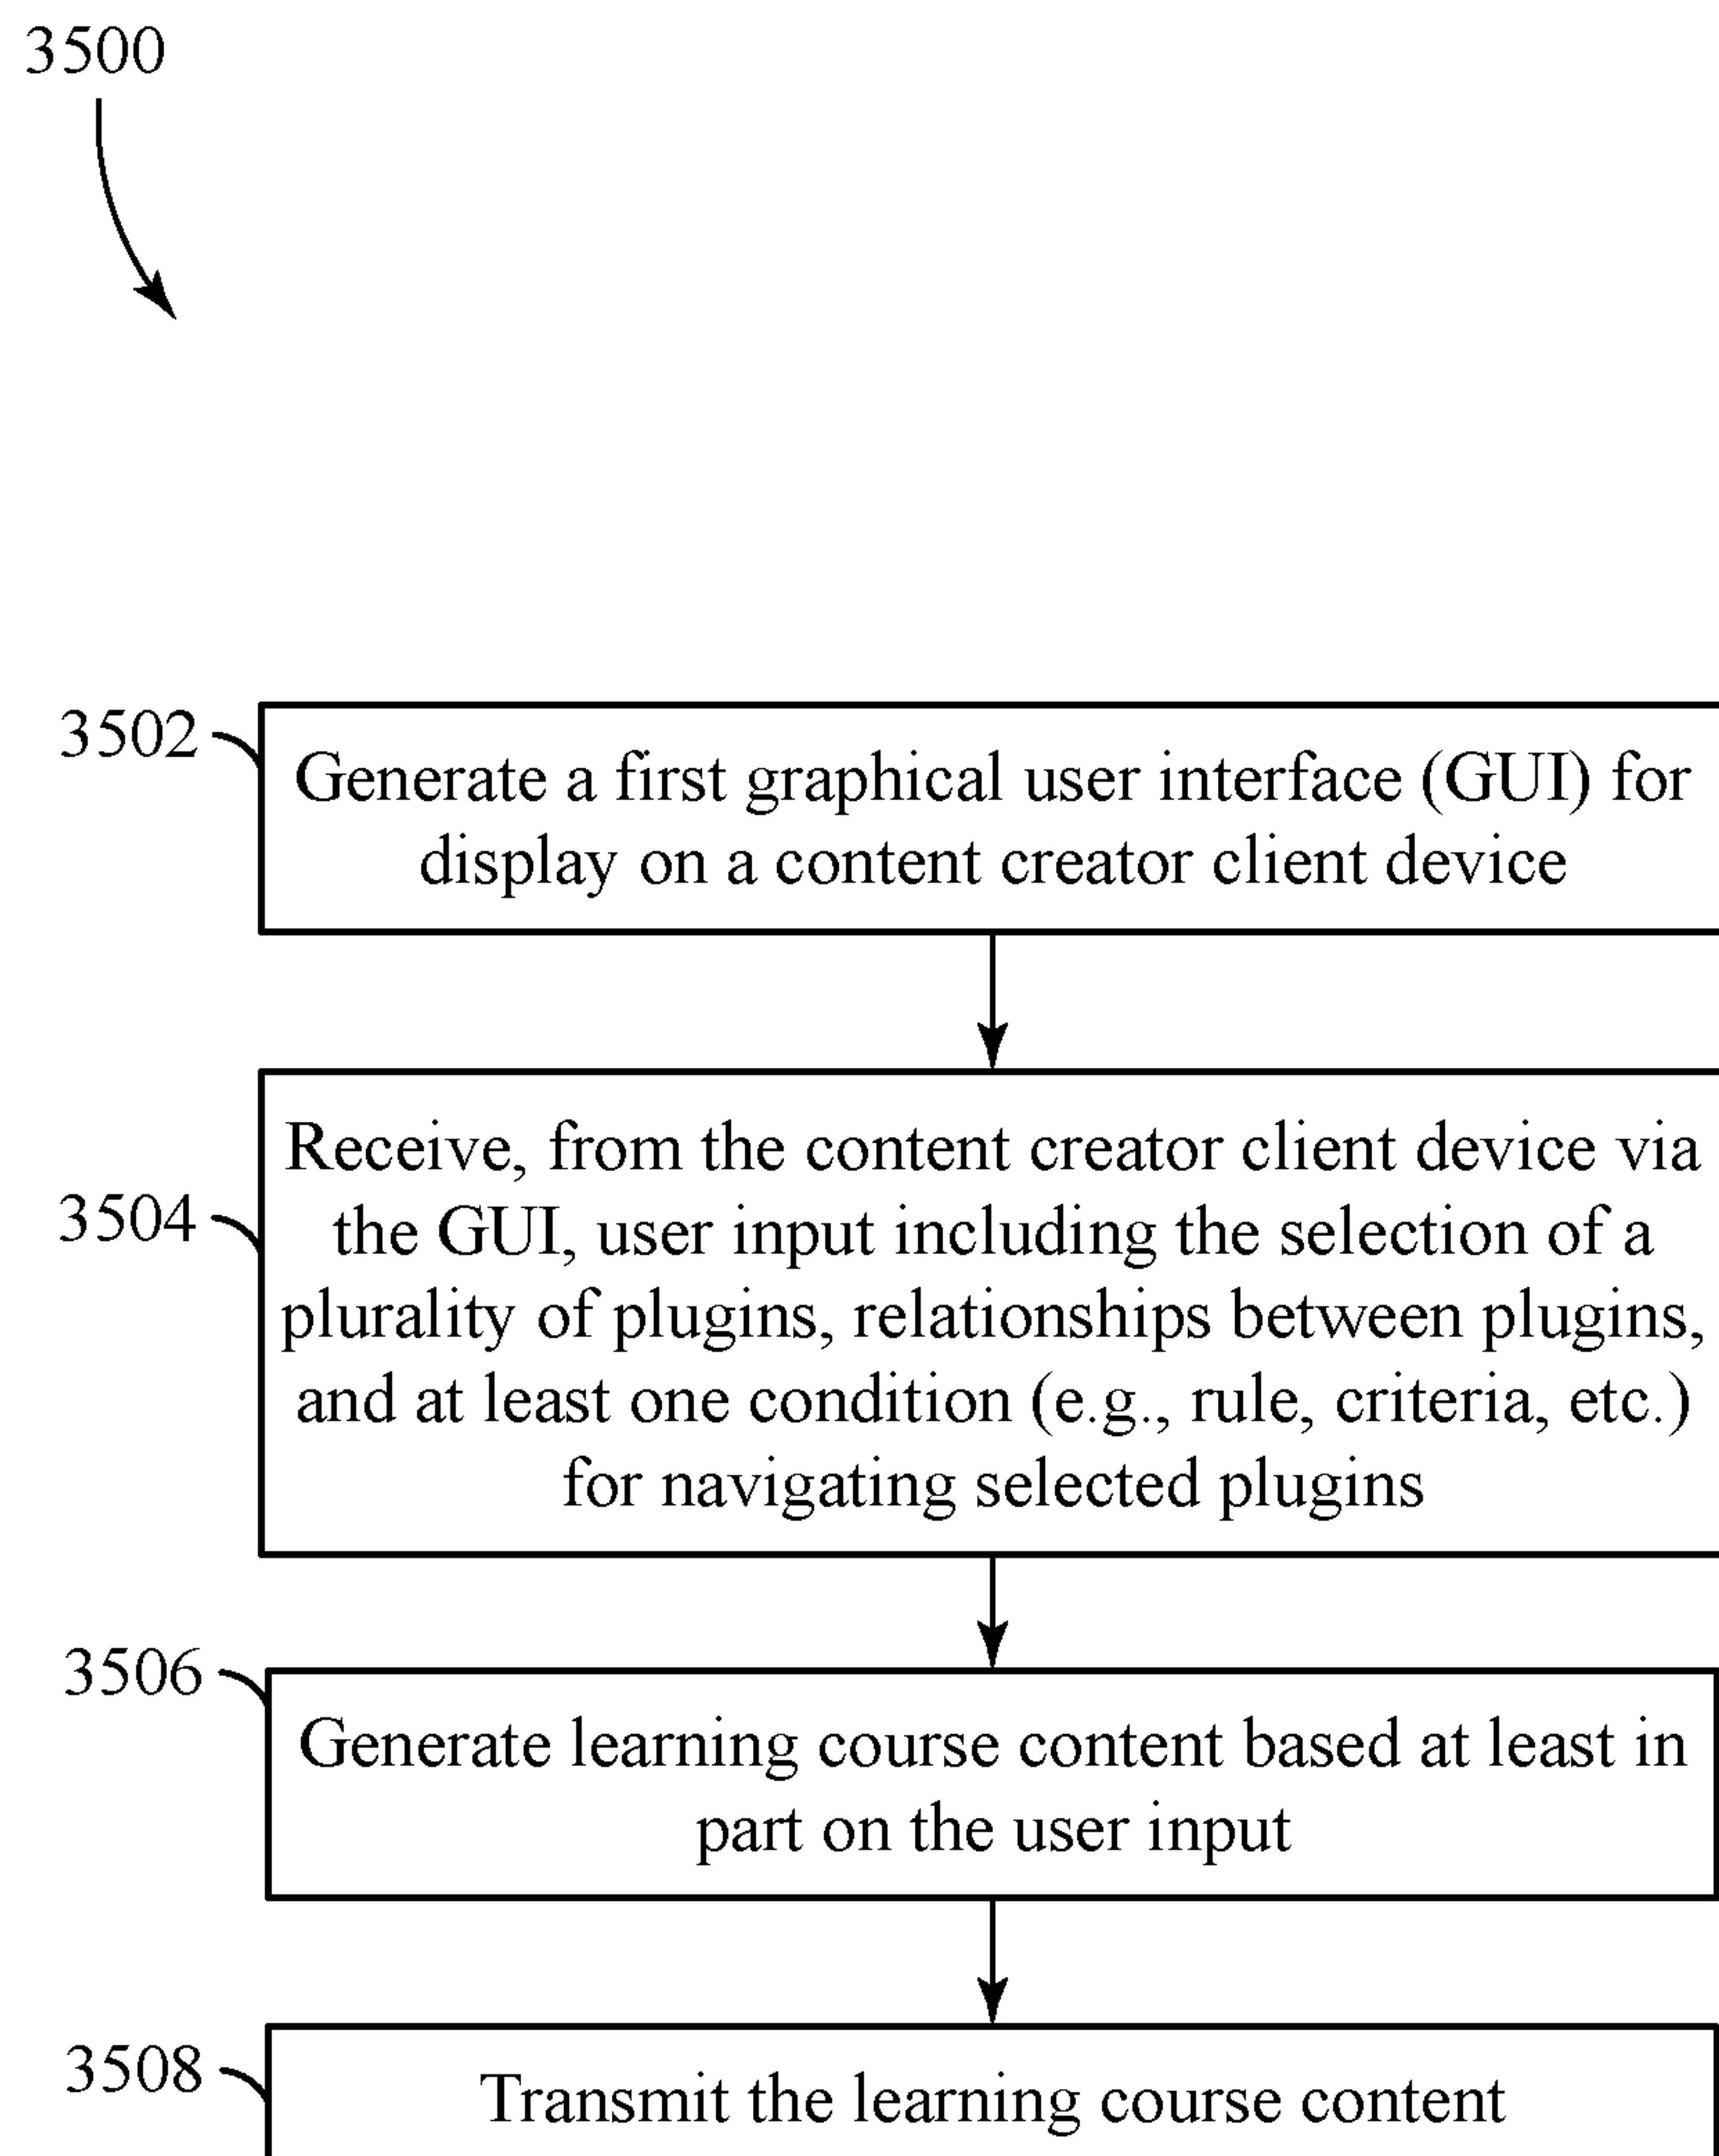 3500
3502
Generate a first graphical user interface (GUI) for
display on a content creator client device
3504
Receive, from the content creator client device via
the GUI, user input including the selection of a
plurality of plugins, relationships between plugins,
and at least one condition (e.g., rule, criteria, etc.)
for navigating selected plugins
3506
Generate learning course content based at least in
part on the user input
3508
Transmit the learning course content